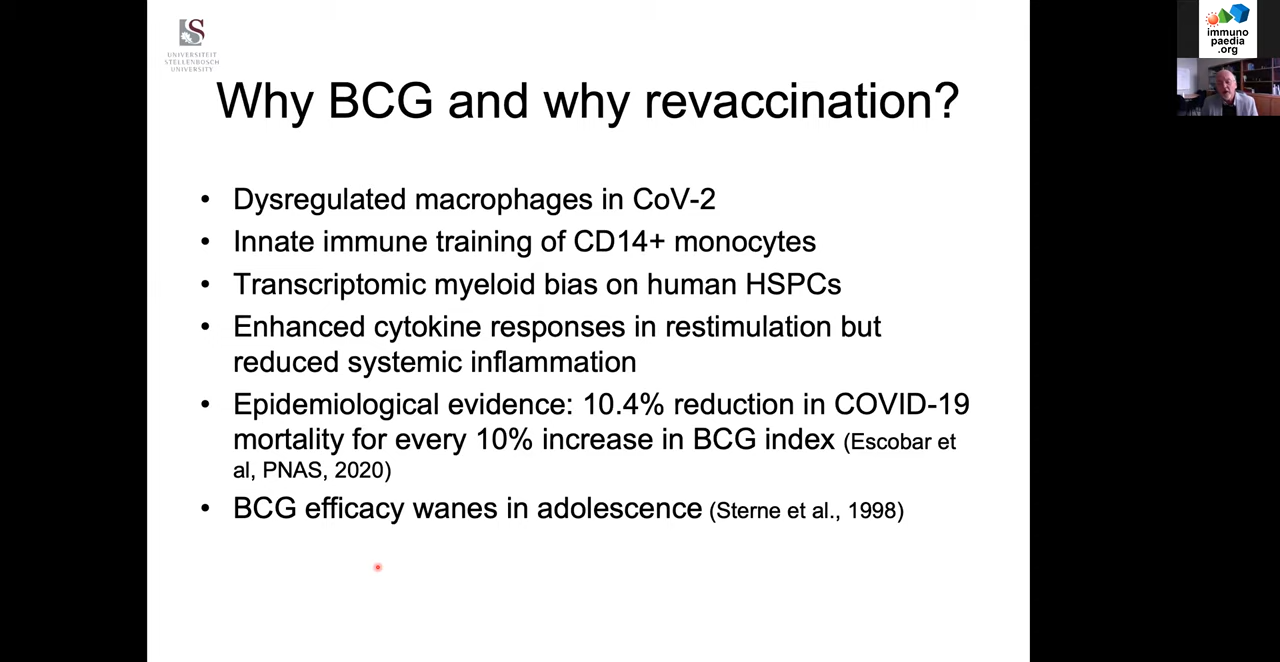 UNIVERSITEIT
STELLENBOSCH
UNIVERSITY
immuno
paedia
.org
Why BCG and why revaccination?
• Dysregulated macrophages in CoV-2
• Innate immune training of CD14+ monocytes
• Transcriptomic myeloid bias on human HSPCs
• Enhanced cytokine responses in restimulation but
reduced systemic inflammation
• Epidemiological evidence: 10.4% reduction in COVID-19
mortality for every 10% increase in BCG index (Escobar et
al, PNAS, 2020)
• BCG efficacy wanes in adolescence (Sterne et al., 1998)